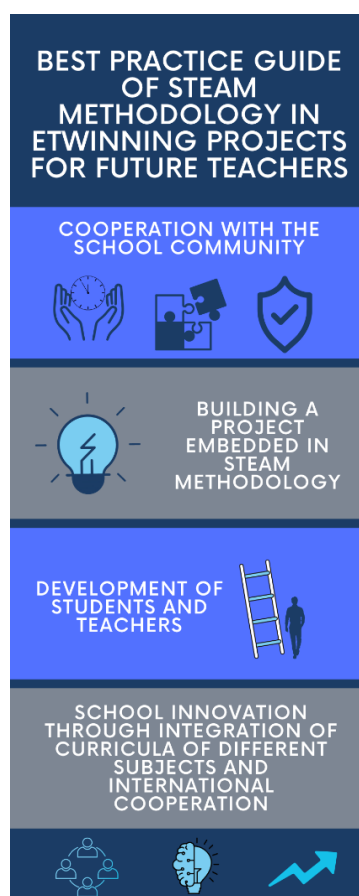 BEST PRACTICE GUIDE
OF STEAM
METHODOLOGY IN
ETWINNING PROJECTS
FOR FUTURE TEACHERS
COOPERATION WITH THE
SCHOOL COMMUNITY
BUILDING A
PROJECT
EMBEDDED IN
STEAM
METHODOLOGY
DEVELOPMENT OF
STUDENTS AND
TEACHERS
SCHOOL INNOVATION
THROUGH INTEGRATION OF
CURRICULA OF DIFFERENT
SUBJECTS AND
INTERNATIONAL
COOPERATION